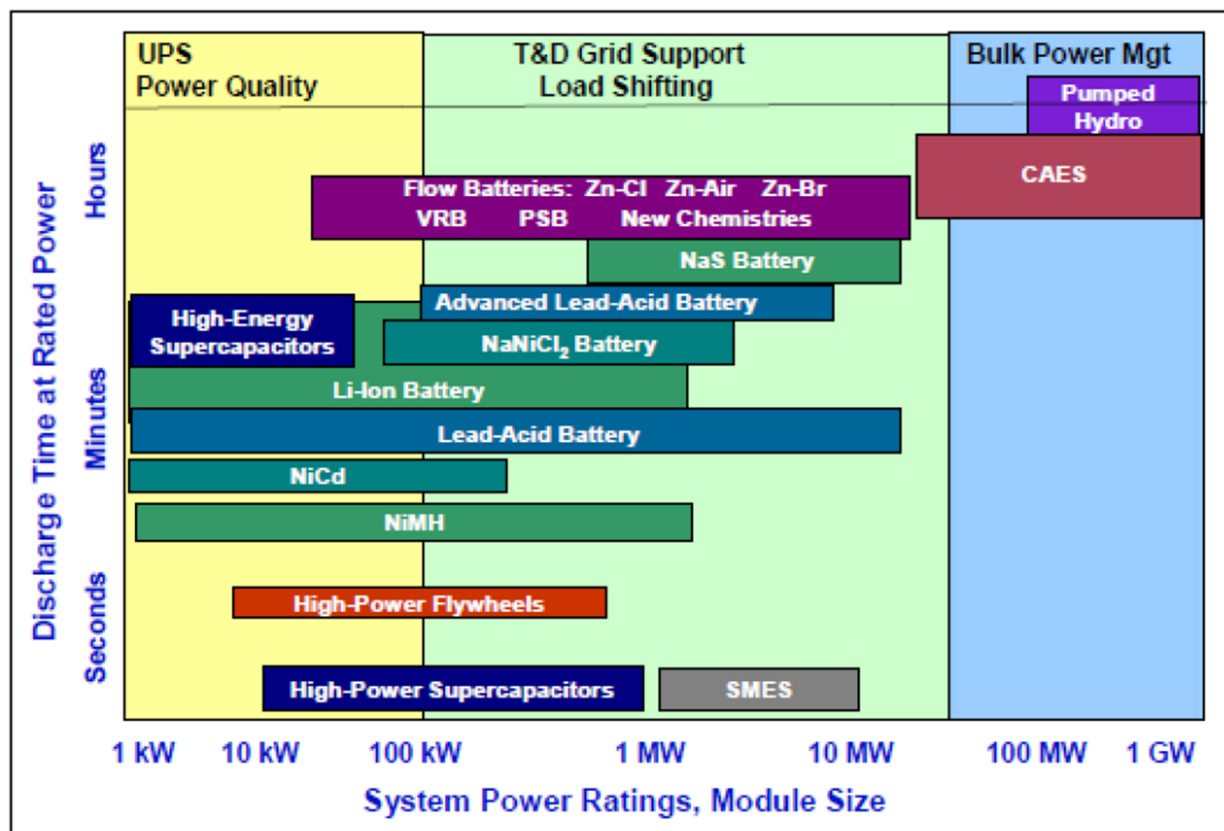 UPS
Power Quality
T&D Grid Support
Load Shifting
Bulk Power Mgt
Pumped
Hydro
CAES
Flow Batteries: Zn-Cl Zn-Air Zn-Br
VRB PSB New Chemistries
NaS Battery
Advanced Lead-Acid Battery
High-Energy
Supercapacitors
NaNiCl₂ Battery
Li-Ion Battery
Lead-Acid Battery
NiCd
NiMH
High-Power Flywheels
High-Power Supercapacitors
SMES
Discharge Time at Rated Power
Hours
Minutes
Seconds
1 kW 10 kW 100 kW 1 MW 10 MW 100 MW 1 GW
System Power Ratings, Module Size